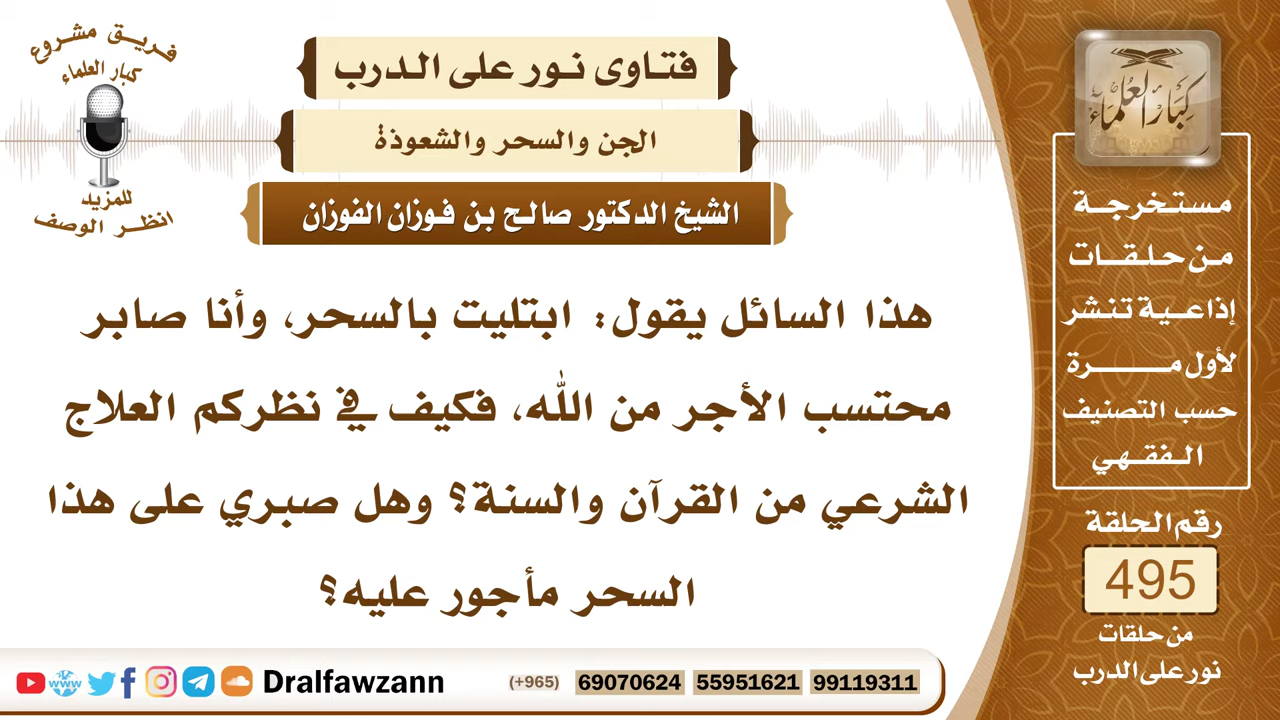 فريق مشروع
كبار العلماء
للمزيد
انظر الوصف
فتاوى نور على الدرب
الجن والسحر والشعوذة
الشيخ الدكتور صالح بن فوزان الفوزان
هذا السائل يقول: ابتليت بالسحر، وأنا صابر
محتسب الأجر من الله، فكيف في نظركم العلاج
الشرعي من القرآن والسنة؟ وهل صبري على هذا
السحر مأجور عليه؟
كبار العلماء
مستخرجة
من حلقات
إذاعية تنشر
لأول مرة
حسب التصنيف
الفقهي
رقم الحلقة
495
من حلقات
نور على الدرب
www Dralfawzann (+965) 69070624 55951621 99119311